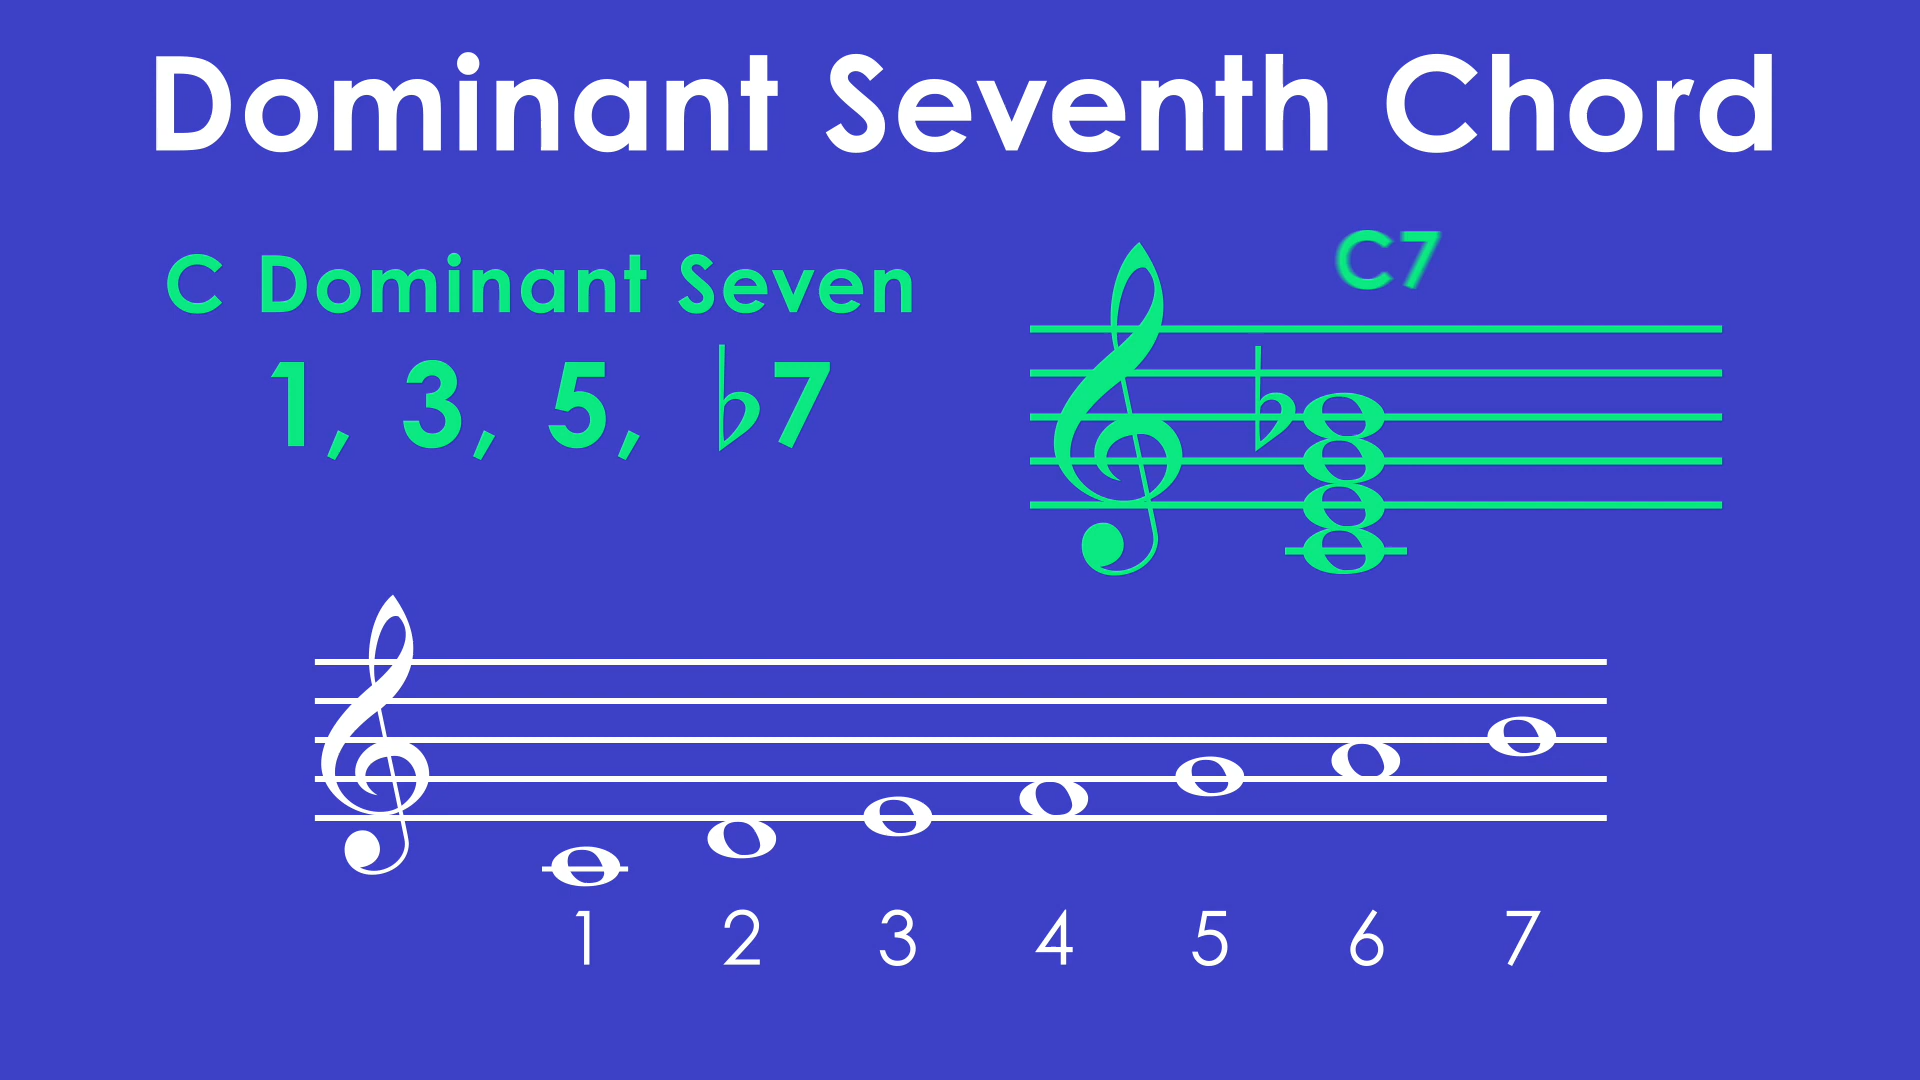 Dominant Seventh Chord
C Dominant Seven
1, 3, 5, ♭7
C7
1 2 3 4 5 6 7